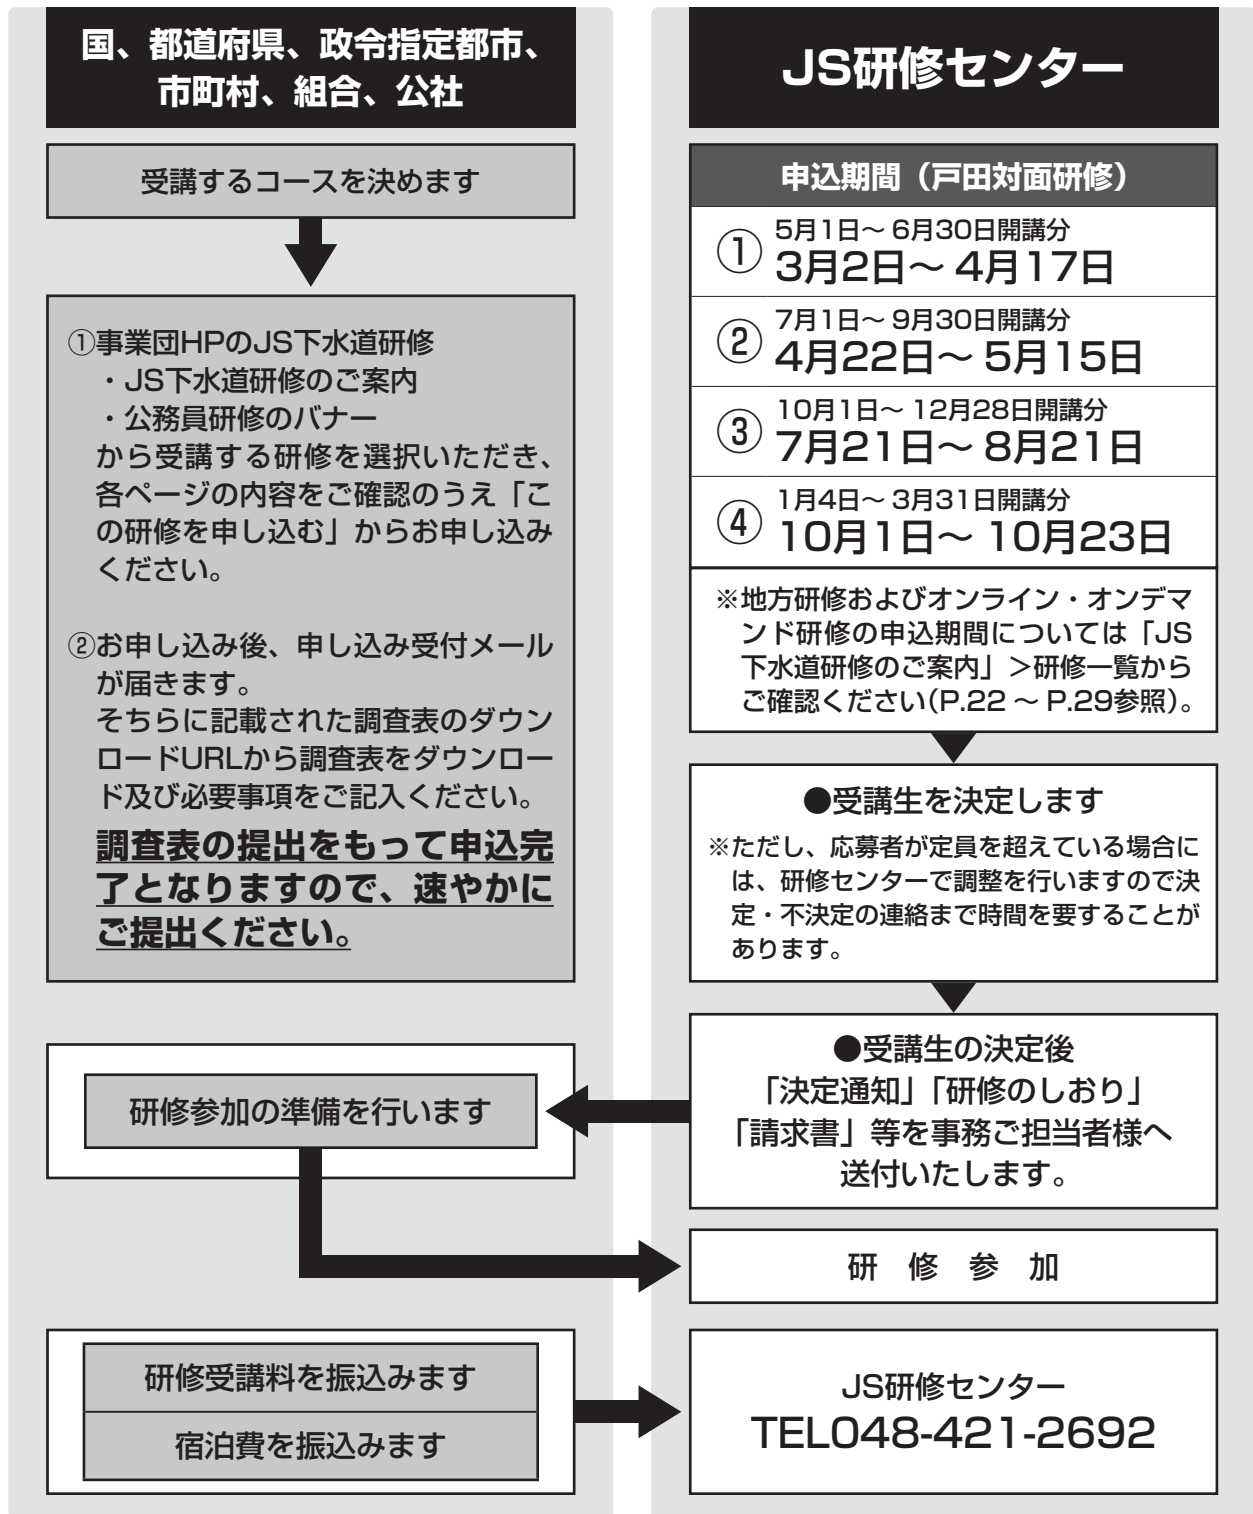 国、都道府県、政令指定都市、
市町村、組合、公社
受講するコースを決めます
①事業団HPのJS下水道研修
・JS下水道研修のご案内
・公務員研修のバナー
から受講する研修を選択いただき、
各ページの内容をご確認のうえ「こ
の研修を申し込む」からお申し込み
ください。
②お申し込み後、申し込み受付メール
が届きます。
そちらに記載された調査表のダウン
ロードURLから調査表をダウンロー
ド及び必要事項をご記入ください。
調査表の提出をもって申込完
了となりますので、速やかに
ご提出ください。
研修参加の準備を行います
研修受講料を振込みます
宿泊費を振込みます
JS研修センター
申込期間（戸田対面研修）
① 5月1日～6月30日開講分
3月2日～4月17日
② 7月1日～9月30日開講分
4月22日～5月15日
③ 10月1日～12月28日開講分
7月21日～8月21日
④ 1月4日～3月31日開講分
10月1日～10月23日
※地方研修およびオンライン・オンデマ
ンド研修の申込期間については「JS
下水道研修のご案内」＞研修一覧から
ご確認ください(P.22～P.29参照)。
●受講生を決定します
※ただし、応募者が定員を超えている場合に
は、研修センターで調整を行いますので決
定・不決定の連絡まで時間を要することが
あります。
●受講生の決定後
「決定通知」「研修のしおり」
「請求書」等を事務ご担当者様へ
送付いたします。
研 修 参 加
JS研修センター
TEL048-421-2692